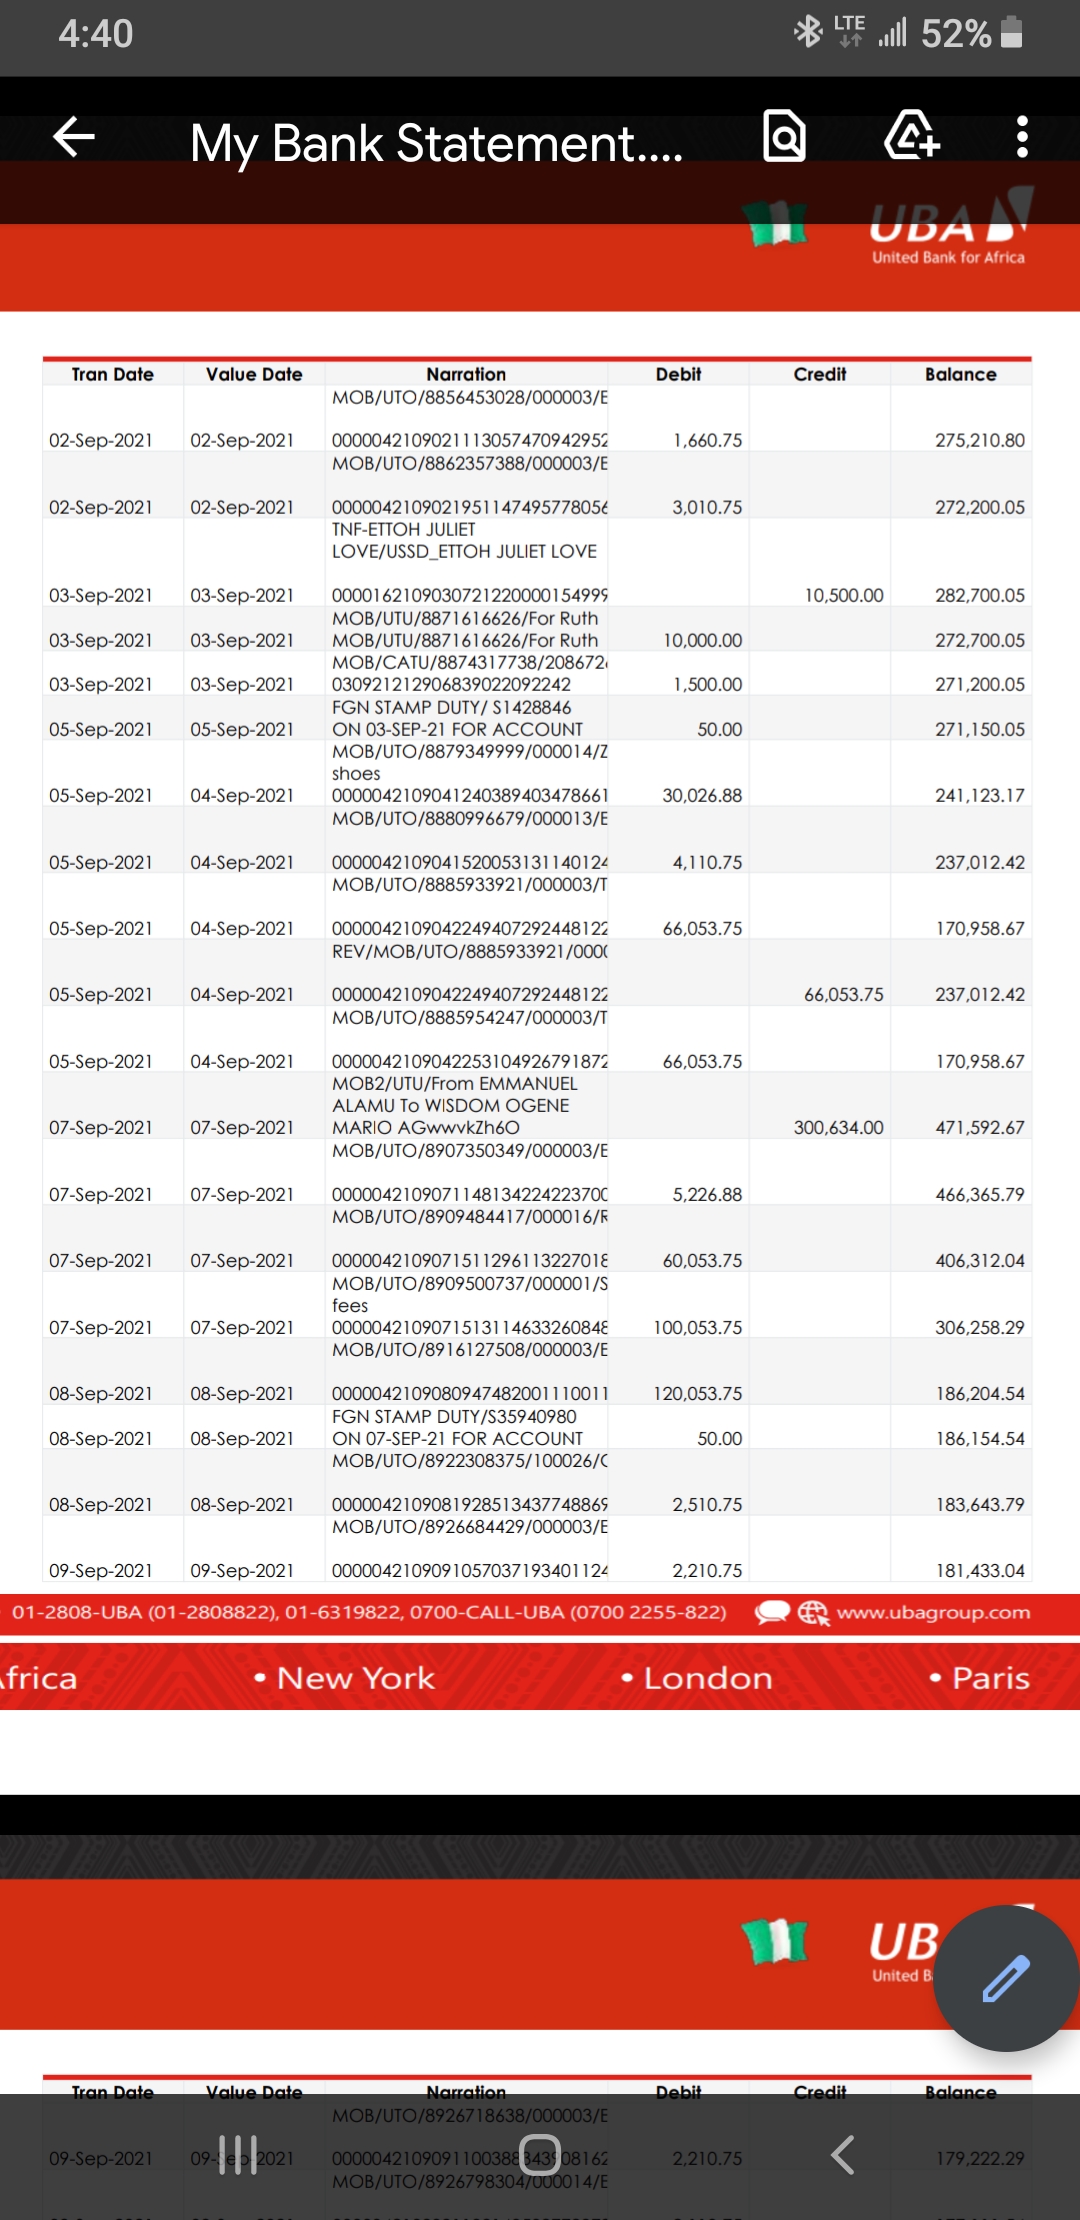 4:40 LTE 52%
My Bank Statement....
UBA
United Bank for Africa
Tran Date Value Date Narration Debit Credit Balance
MOB/UTO/8856453028/000003/E
02-Sep-2021 02-Sep-2021 0000042109021113057470942952 1,660.75 275,210.80
MOB/UTO/8862357388/000003/E
02-Sep-2021 02-Sep-2021 0000042109021951147495778056 3,010.75 272,200.05
TNF-ETTOH JULIET
LOVE/USSD_ETTOH JULIET LOVE
03-Sep-2021 03-Sep-2021 0000162109030721220000154999 10,500.00 282,700.05
MOB/UTU/8871616626/For Ruth
03-Sep-2021 03-Sep-2021 MOB/UTU/8871616626/For Ruth 10,000.00 272,700.05
MOB/CATU/8874317738/208672
03-Sep-2021 03-Sep-2021 030921212906839022092242 1,500.00 271,200.05
FGN STAMP DUTY/ S1428846
05-Sep-2021 05-Sep-2021 ON 03-SEP-21 FOR ACCOUNT 50.00 271,150.05
MOB/UTO/8879349999/000014/Z
shoes
05-Sep-2021 04-Sep-2021 0000042109041240389403478661 30,026.88 241,123.17
MOB/UTO/8880996679/000013/E
05-Sep-2021 04-Sep-2021 0000042109041520053131140124 4,110.75 237,012.42
MOB/UTO/8885933921/000003/T
05-Sep-2021 04-Sep-2021 000004210904224940729244812​2 66,053.75 170,958.67
REV/MOB/UTO/8885933921/000
05-Sep-2021 04-Sep-2021 0000042109042249407292448122 66,053.75 237,012.42
MOB/UTO/8885954247/000003/T
05-Sep-2021 04-Sep-2021 0000042109042253104926791872 66,053.75 170,958.67
MOB2/UTU/From EMMANUEL
ALAMU To WISDOM OGENE
07-Sep-2021 07-Sep-2021 MARIO AGwwvkZh6O 300,634.00 471,592.67
MOB/UTO/8907350349/000003/E
07-Sep-2021 07-Sep-2021 000004210907114813422422370 5,226.88 466,365.79
MOB/UTO/8909484417/000016/R
07-Sep-2021 07-Sep-2021 0000042109071511296113227018 60,053.75 406,312.04
MOB/UTO/8909500737/000001/S
fees
07-Sep-2021 07-Sep-2021 0000042109071513114633260848 100,053.75 306,258.29
MOB/UTO/8916127508/000003/E
08-Sep-2021 08-Sep-2021 0000042109080947482001110011 120,053.75 186,204.54
FGN STAMP DUTY/S35940980
08-Sep-2021 08-Sep-2021 ON 07-SEP-21 FOR ACCOUNT 50.00 186,154.54
MOB/UTO/8922308375/100026/
08-Sep-2021 08-Sep-2021 0000042109081928513437748869 2,510.75 183,643.79
MOB/UTO/8926684429/000003/E
09-Sep-2021 09-Sep-2021 0000042109091057037193401124 2,210.75 181,433.04
01-2808-UBA (01-2808822), 01-6319822, 0700-CALL-UBA (0700 2255-822) www.ubagroup.com
frica • New York • London • Paris
UB
United B
Tran Date Value Date Narration Debit Credit Balance
MOB/UTO/8926718638/000003/E
09-Sep-2021 09-Sep-2021 2,210.75 179,222.29
MOB/UTO/8926798304/000014/E